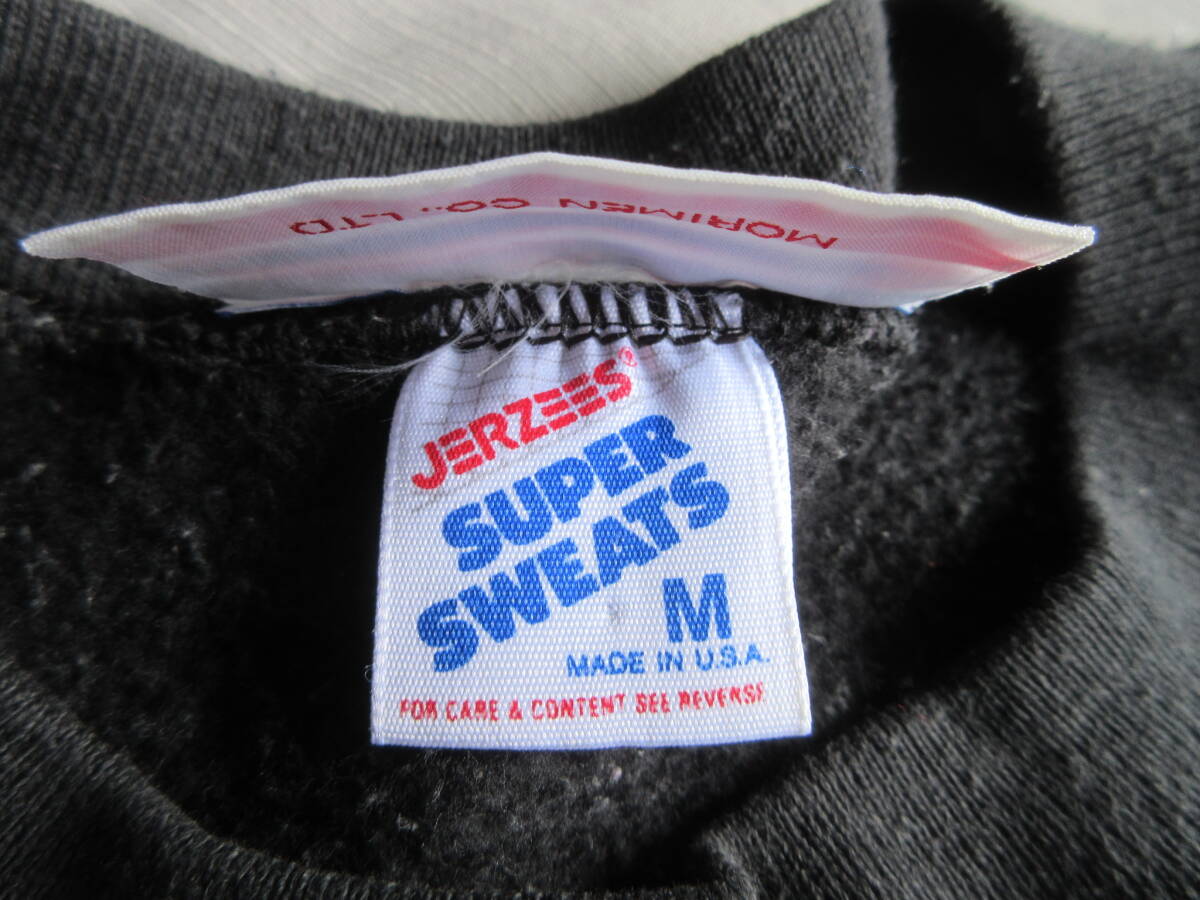 MORIMEN CO., LTD
JERZEES®
SUPER
SWEATS
M
MADE IN U.S.A.
FOR CARE & CONTENT SEE REVERSE